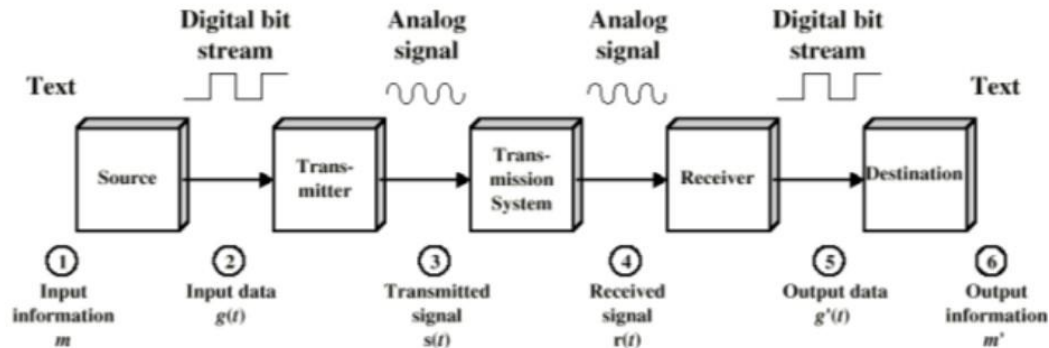 Digital bit
stream
Analog
signal
Analog
signal
Digital bit
stream
Text
Text
Source
Trans-
mitter
Trans-
mission
System
Receiver
Destination
1
Input
information
m
2
Input data
g(t)
3
Transmitted
signal
s(t)
4
Received
signal
r(t)
5
Output data
g'(t)
6
Output
information
m'